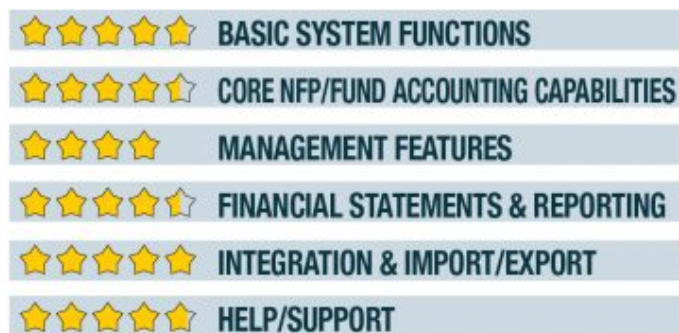 BASIC SYSTEM FUNCTIONS
CORE NFP/FUND ACCOUNTING CAPABILITIES
MANAGEMENT FEATURES
FINANCIAL STATEMENTS & REPORTING
INTEGRATION & IMPORT/EXPORT
HELP/SUPPORT